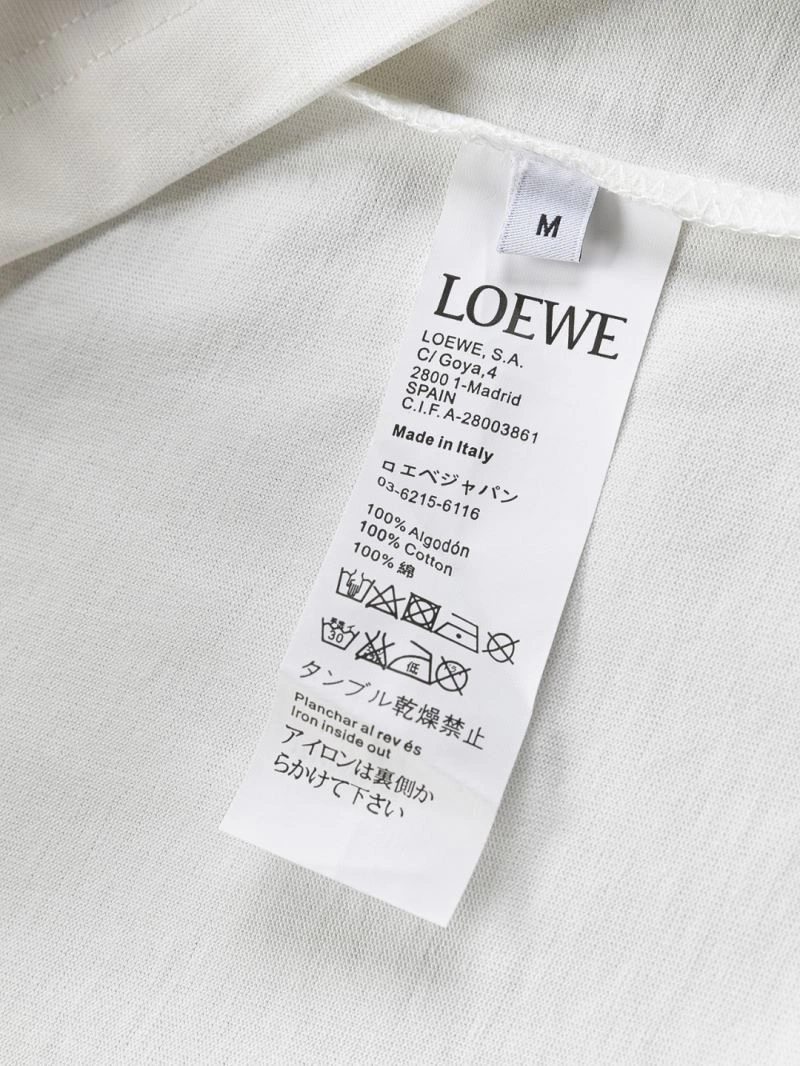 M
LOEWE
LOEWE, S.A.
C/ Goya,4
2800 1-Madrid
SPAIN
C.I.F. A-28003861
Made in Italy
ロエベジャパン
03-6215-6116
100% Algodón
100% Cotton
100% 綿
30
低
タンブル乾燥禁止
Planchar al rev és
Iron inside out
アイロンは裏側か
らかけて下さい